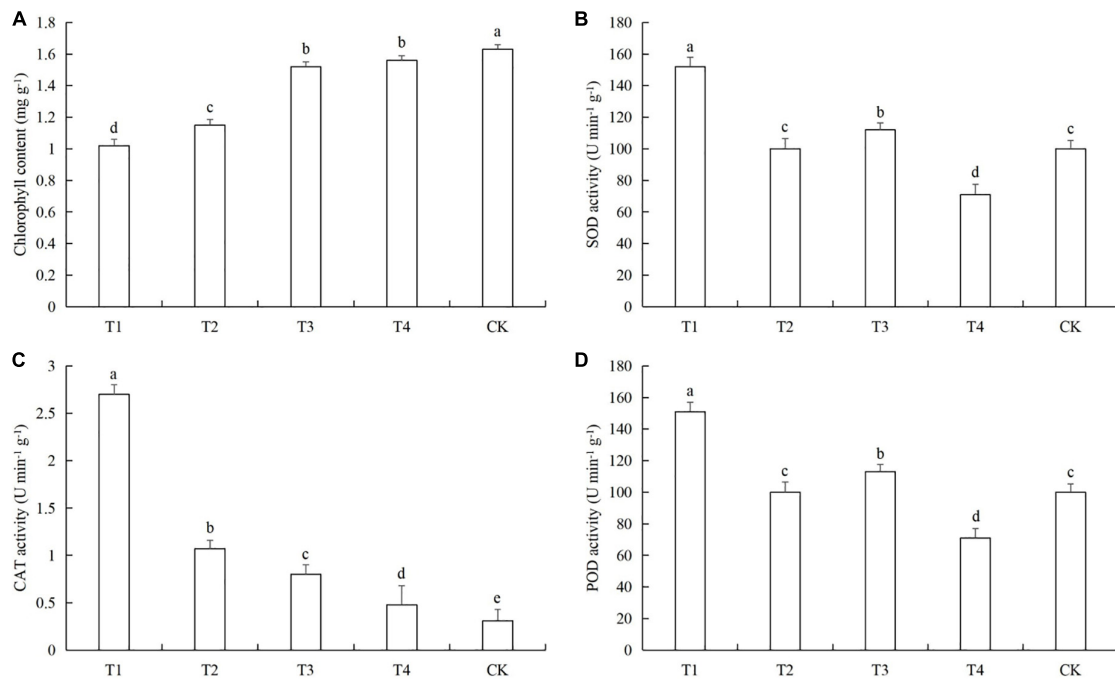 A
Chlorophyll content (mg g⁻¹)
1.8
1.6
1.4
1.2
1
0.8
0.6
0.4
0.2
0
d
c
b
b
a
T1 T2 T3 T4 CK
B
SOD activity (U min⁻¹ g⁻¹)
180
160
140
120
100
80
60
40
20
0
a
c
b
d
c
T1 T2 T3 T4 CK
C
CAT activity (U min⁻¹ g⁻¹)
3
2.5
2
1.5
1
0.5
0
a
b
c
d
e
T1 T2 T3 T4 CK
D
POD activity (U min⁻¹ g⁻¹)
180
160
140
120
100
80
60
40
20
0
a
c
b
d
c
T1 T2 T3 T4 CK